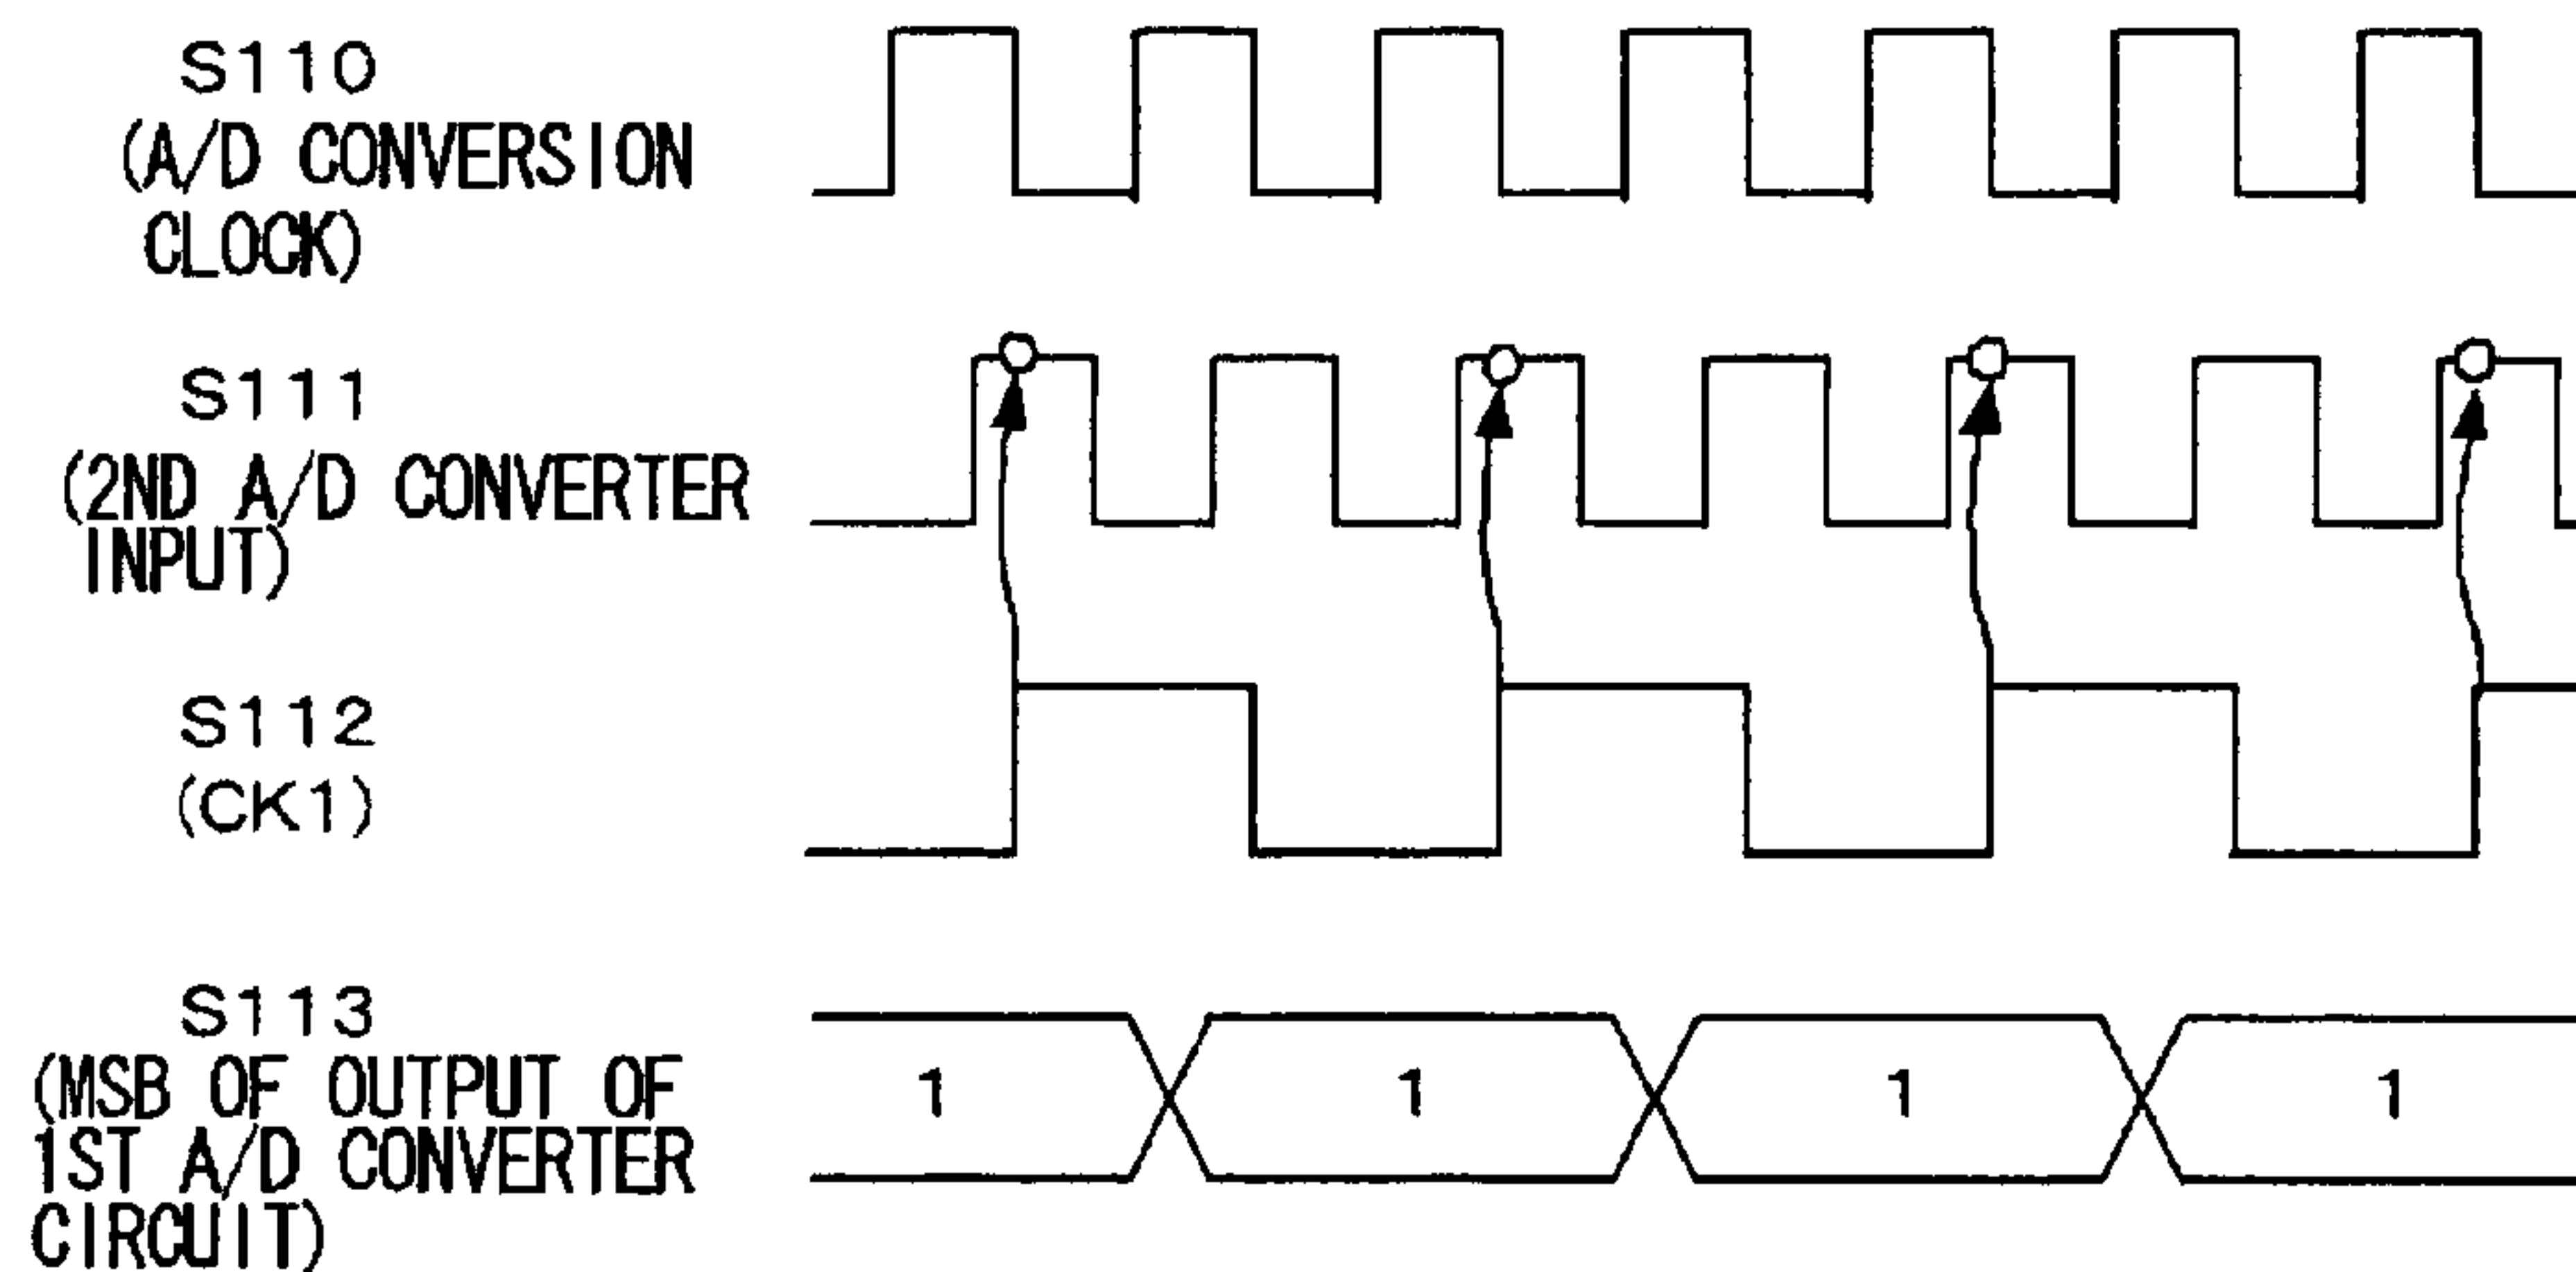 S110
(A/D CONVERSION
CLOCK)
S111
(2ND A/D CONVERTER
INPUT)
S112
(CK1)
S113
(MSB OF OUTPUT OF
1ST A/D CONVERTER
CIRCUIT)
1 1 1 1